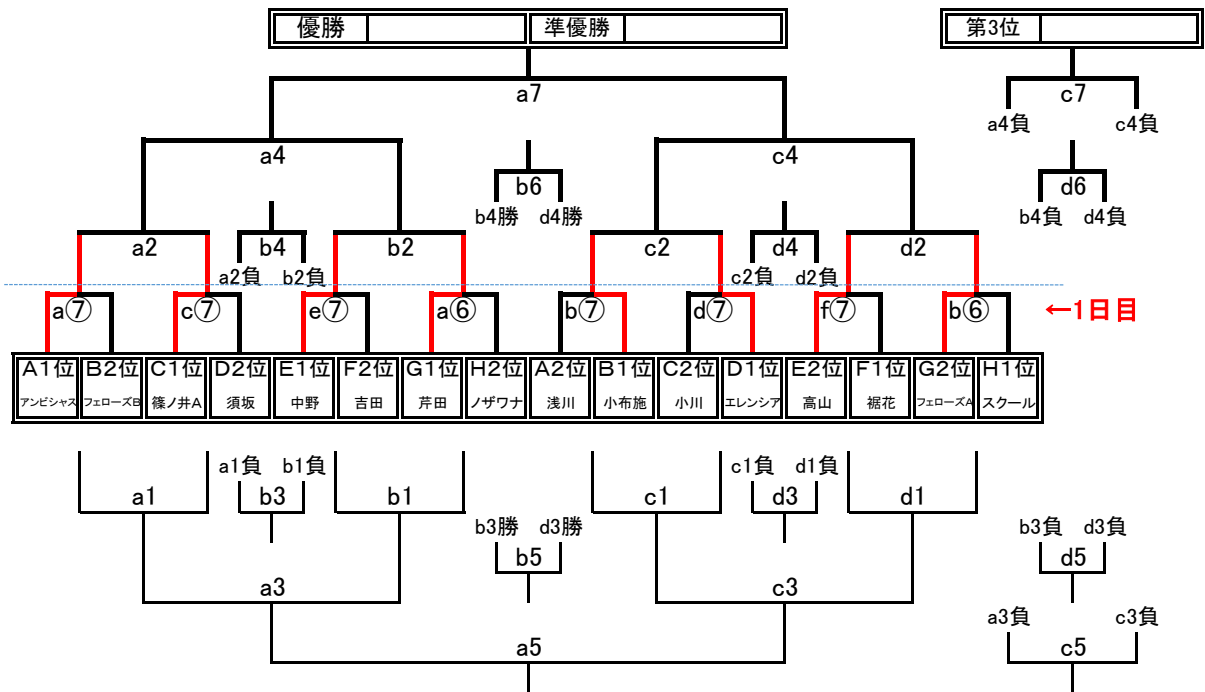 優勝 準優勝 第3位
a7 c7
a4負 c4負
a4 c4
b6 d6
b4勝 d4勝 b4負 d4負
a2 b4 b2 c2 d4 d2
a2負 b2負 c2負 d2負
a⑦ c⑦ e⑦ a⑥ b⑦ d⑦ f⑦ b⑥ ←1日目
A1位 B2位 C1位 D2位 E1位 F2位 G1位 H2位 A2位 B1位 C2位 D1位 E2位 F1位 G2位 H1位
アンビシャス フェローズB 篠ノ井A 須坂 中野 吉田 芹田 ノザワナ 浅川 小布施 小川 エレンシア 高山 裾花 フェローズA スクール
a1負 b1負 c1負 d1負
a1 b3 b1 c1 d3 d1
b3勝 d3勝 b3負 d3負
b5 d5
a3 c3
a3負 c3負
a5 c5